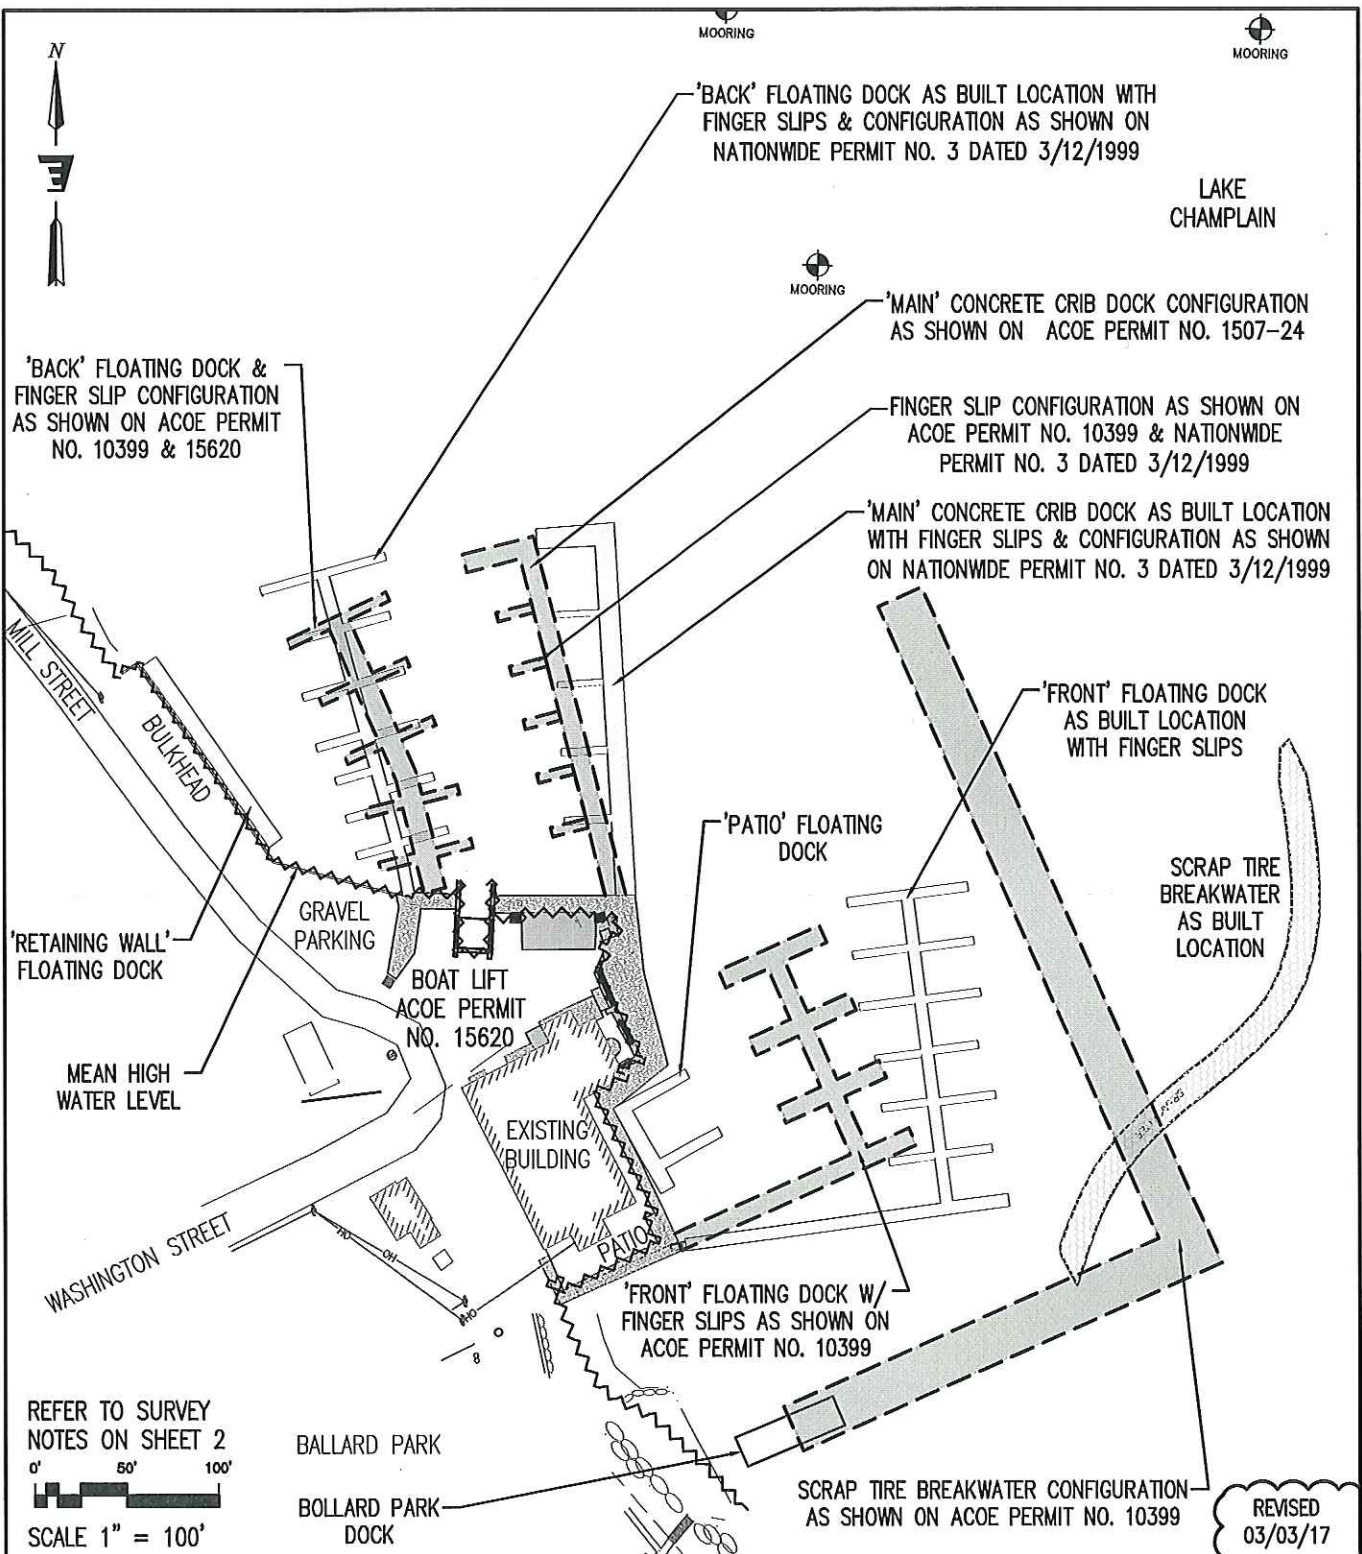 MOORING
MOORING
N
'BACK' FLOATING DOCK AS BUILT LOCATION WITH
FINGER SLIPS & CONFIGURATION AS SHOWN ON
NATIONWIDE PERMIT NO. 3 DATED 3/12/1999
LAKE
CHAMPLAIN
MOORING
'MAIN' CONCRETE CRIB DOCK CONFIGURATION
AS SHOWN ON ACOE PERMIT NO. 1507-24
'BACK' FLOATING DOCK &
FINGER SLIP CONFIGURATION
AS SHOWN ON ACOE PERMIT
NO. 10399 & 15620
FINGER SLIP CONFIGURATION AS SHOWN ON
ACOE PERMIT NO. 10399 & NATIONWIDE
PERMIT NO. 3 DATED 3/12/1999
'MAIN' CONCRETE CRIB DOCK AS BUILT LOCATION
WITH FINGER SLIPS & CONFIGURATION AS SHOWN
ON NATIONWIDE PERMIT NO. 3 DATED 3/12/1999
MILL STREET
BULKHEAD
'FRONT' FLOATING DOCK
AS BUILT LOCATION
WITH FINGER SLIPS
'PATIO' FLOATING
DOCK
SCRAP TIRE
BREAKWATER
AS BUILT
LOCATION
GRAVEL
PARKING
'RETAINING WALL'
FLOATING DOCK
BOAT LIFT
ACOE PERMIT
NO. 15620
MEAN HIGH
WATER LEVEL
EXISTING
BUILDING
WASHINGTON STREET
OH
OH
OH
PATIO
'FRONT' FLOATING DOCK W/
FINGER SLIPS AS SHOWN ON
ACOE PERMIT NO. 10399
8
REFER TO SURVEY
NOTES ON SHEET 2
0' 50' 100'
SCALE 1" = 100'
BALLARD PARK
BOLLARD PARK
DOCK
SCRAP TIRE BREAKWATER CONFIGURATION
AS SHOWN ON ACOE PERMIT NO. 10399
REVISED
03/03/17